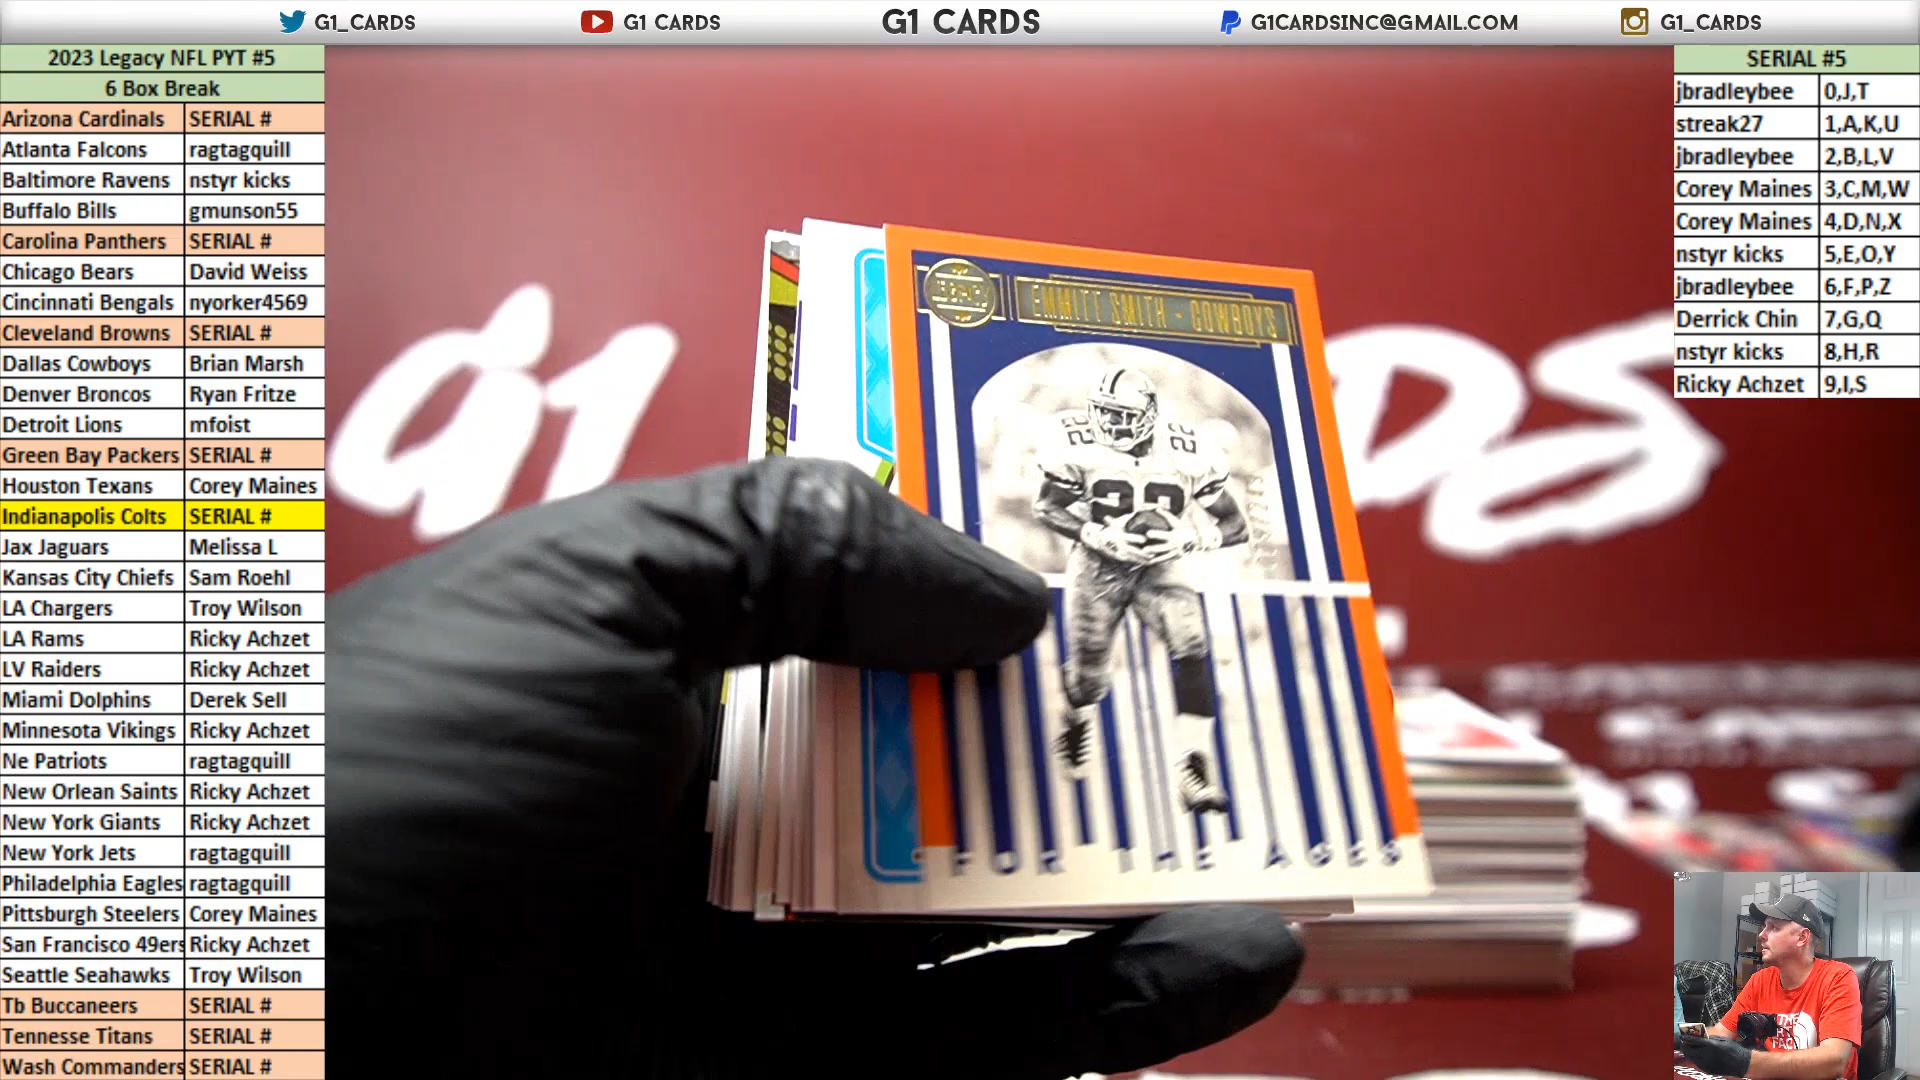 G1_CARDS
G1 CARDS
G1 CARDS
G1CARDSINC@GMAIL.COM
G1_CARDS
2023 Legacy NFL PYT #5
6 Box Break
Arizona Cardinals SERIAL #
Atlanta Falcons ragtagquill
Baltimore Ravens nstyr kicks
Buffalo Bills gmunson55
Carolina Panthers SERIAL #
Chicago Bears David Weiss
Cincinnati Bengals nyorker4569
Cleveland Browns SERIAL #
Dallas Cowboys Brian Marsh
Denver Broncos Ryan Fritze
Detroit Lions mfoist
Green Bay Packers SERIAL #
Houston Texans Corey Maines
Indianapolis Colts SERIAL #
Jax Jaguars Melissa L
Kansas City Chiefs Sam Roehl
LA Chargers Troy Wilson
LA Rams Ricky Achzet
LV Raiders Ricky Achzet
Miami Dolphins Derek Sell
Minnesota Vikings Ricky Achzet
Ne Patriots ragtagquill
New Orlean Saints Ricky Achzet
New York Giants Ricky Achzet
New York Jets ragtagquill
Philadelphia Eagles ragtagquill
Pittsburgh Steelers Corey Maines
San Francisco 49ers Ricky Achzet
Seattle Seahawks Troy Wilson
Tb Buccaneers SERIAL #
Tennesse Titans SERIAL #
Wash Commanders SERIAL #
SERIAL #5
jbradleybee 0,J,T
streak27 1,A,K,U
jbradleybee 2,B,L,V
Corey Maines 3,C,M,W
Corey Maines 4,D,N,X
nstyr kicks 5,E,O,Y
jbradleybee 6,F,P,Z
Derrick Chin 7,G,Q
nstyr kicks 8,H,R
Ricky Achzet 9,I,S
LEGACY
EMMITT SMITH - COWBOYS
22 22
22
FOR THE AGES
G1
THE
FACE